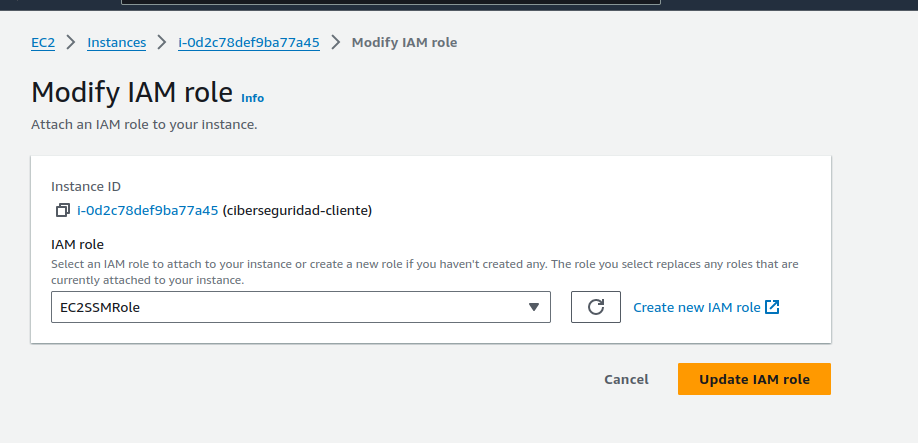 EC2 > Instances > i-0d2c78def9ba77a45 > Modify IAM role
Modify IAM role Info
Attach an IAM role to your instance.
Instance ID
i-0d2c78def9ba77a45 (ciberseguridad-cliente)
IAM role
Select an IAM role to attach to your instance or create a new role if you haven't created any. The role you select replaces any roles that are
currently attached to your instance.
EC2SSMRole
Create new IAM role
Cancel
Update IAM role